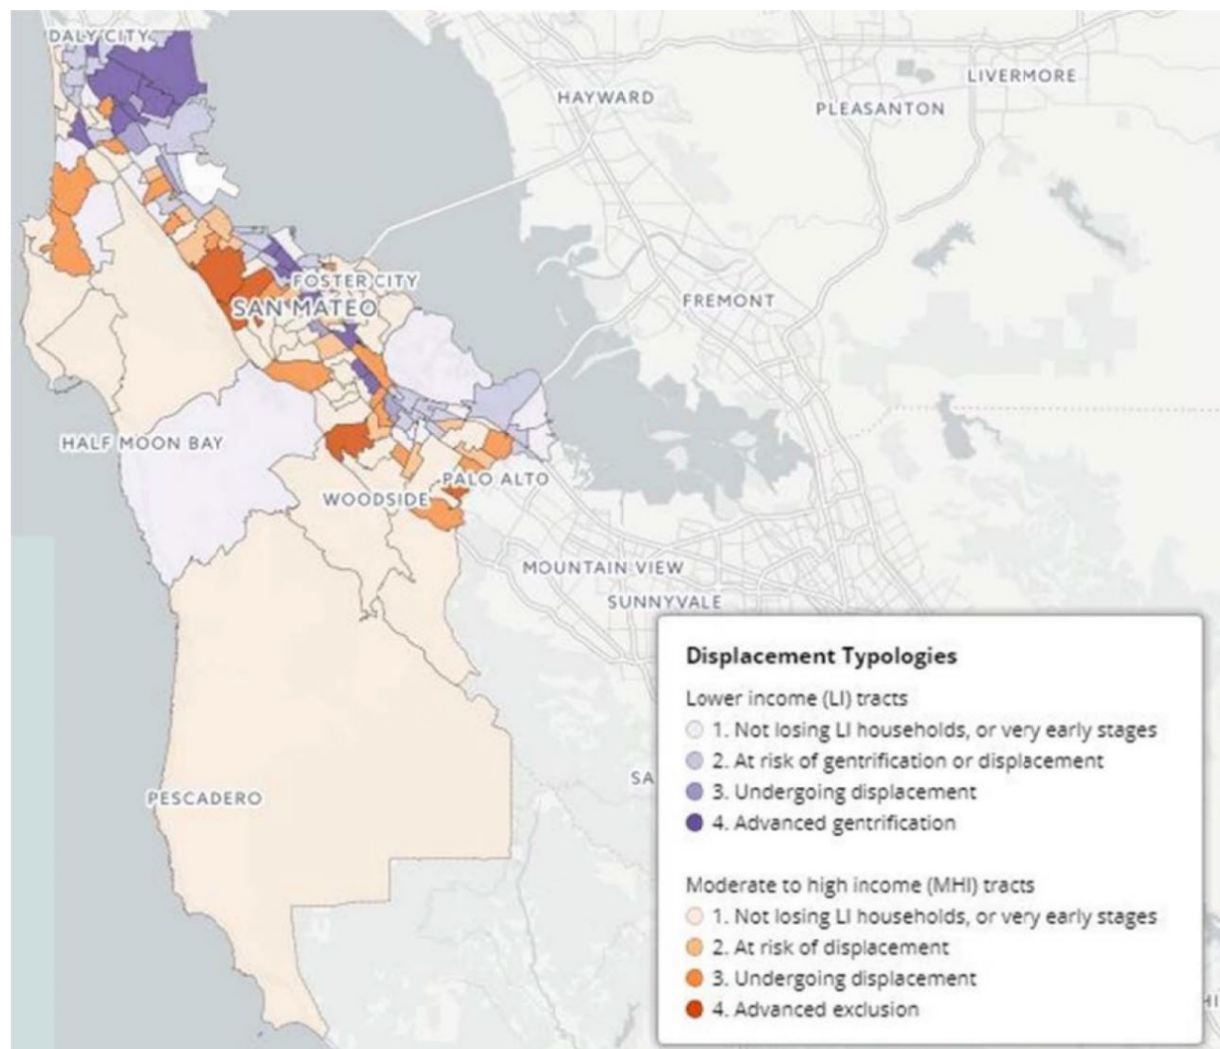 DALY CITY
LIVERMORE
HAYWARD
PLEASANTON
FOSTER CITY
SAN MATEO
FREMONT
HALF MOON BAY
PALO ALTO
WOODSIDE
MOUNTAIN VIEW
SUNNYVALE
Displacement Typologies
Lower income (LI) tracts
1. Not losing LI households, or very early stages
2. At risk of gentrification or displacement
SA
3. Undergoing displacement
PESCADERO
4. Advanced gentrification
Moderate to high income (MHI) tracts
1. Not losing LI households, or very early stages
2. At risk of displacement
3. Undergoing displacement
4. Advanced exclusion